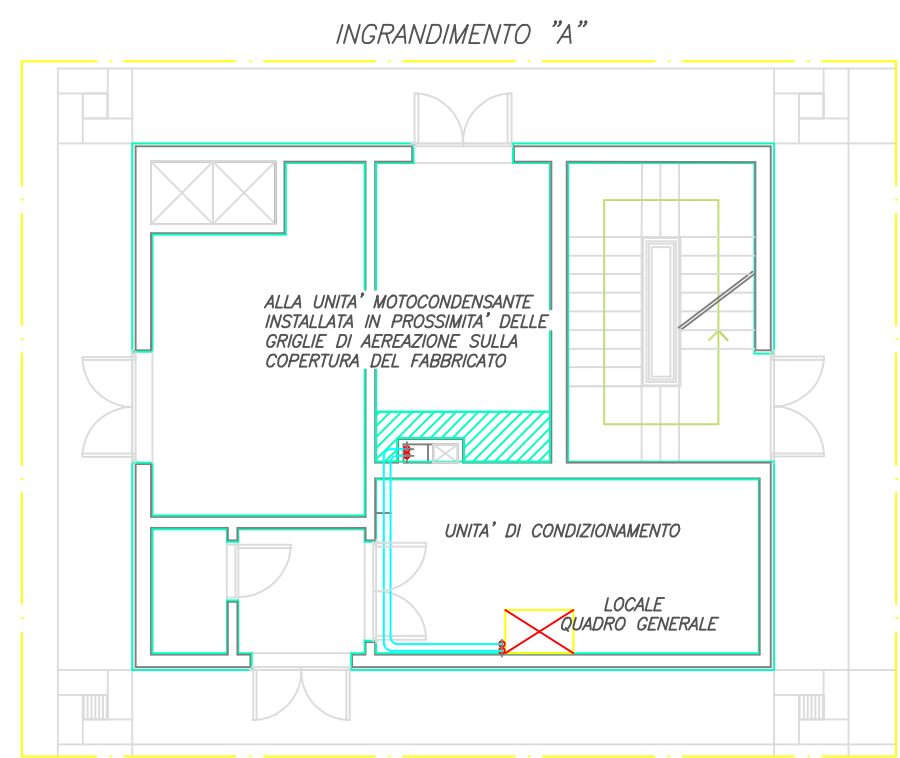 INGRANDIMENTO "A"
ALLA UNITA' MOTOCONDENSANTE
INSTALLATA IN PROSSIMITA' DELLE
GRIGLIE DI AEREAZIONE SULLA
COPERTURA DEL FABBRICATO
UNITA' DI CONDIZIONAMENTO
LOCALE
QUADRO GENERALE